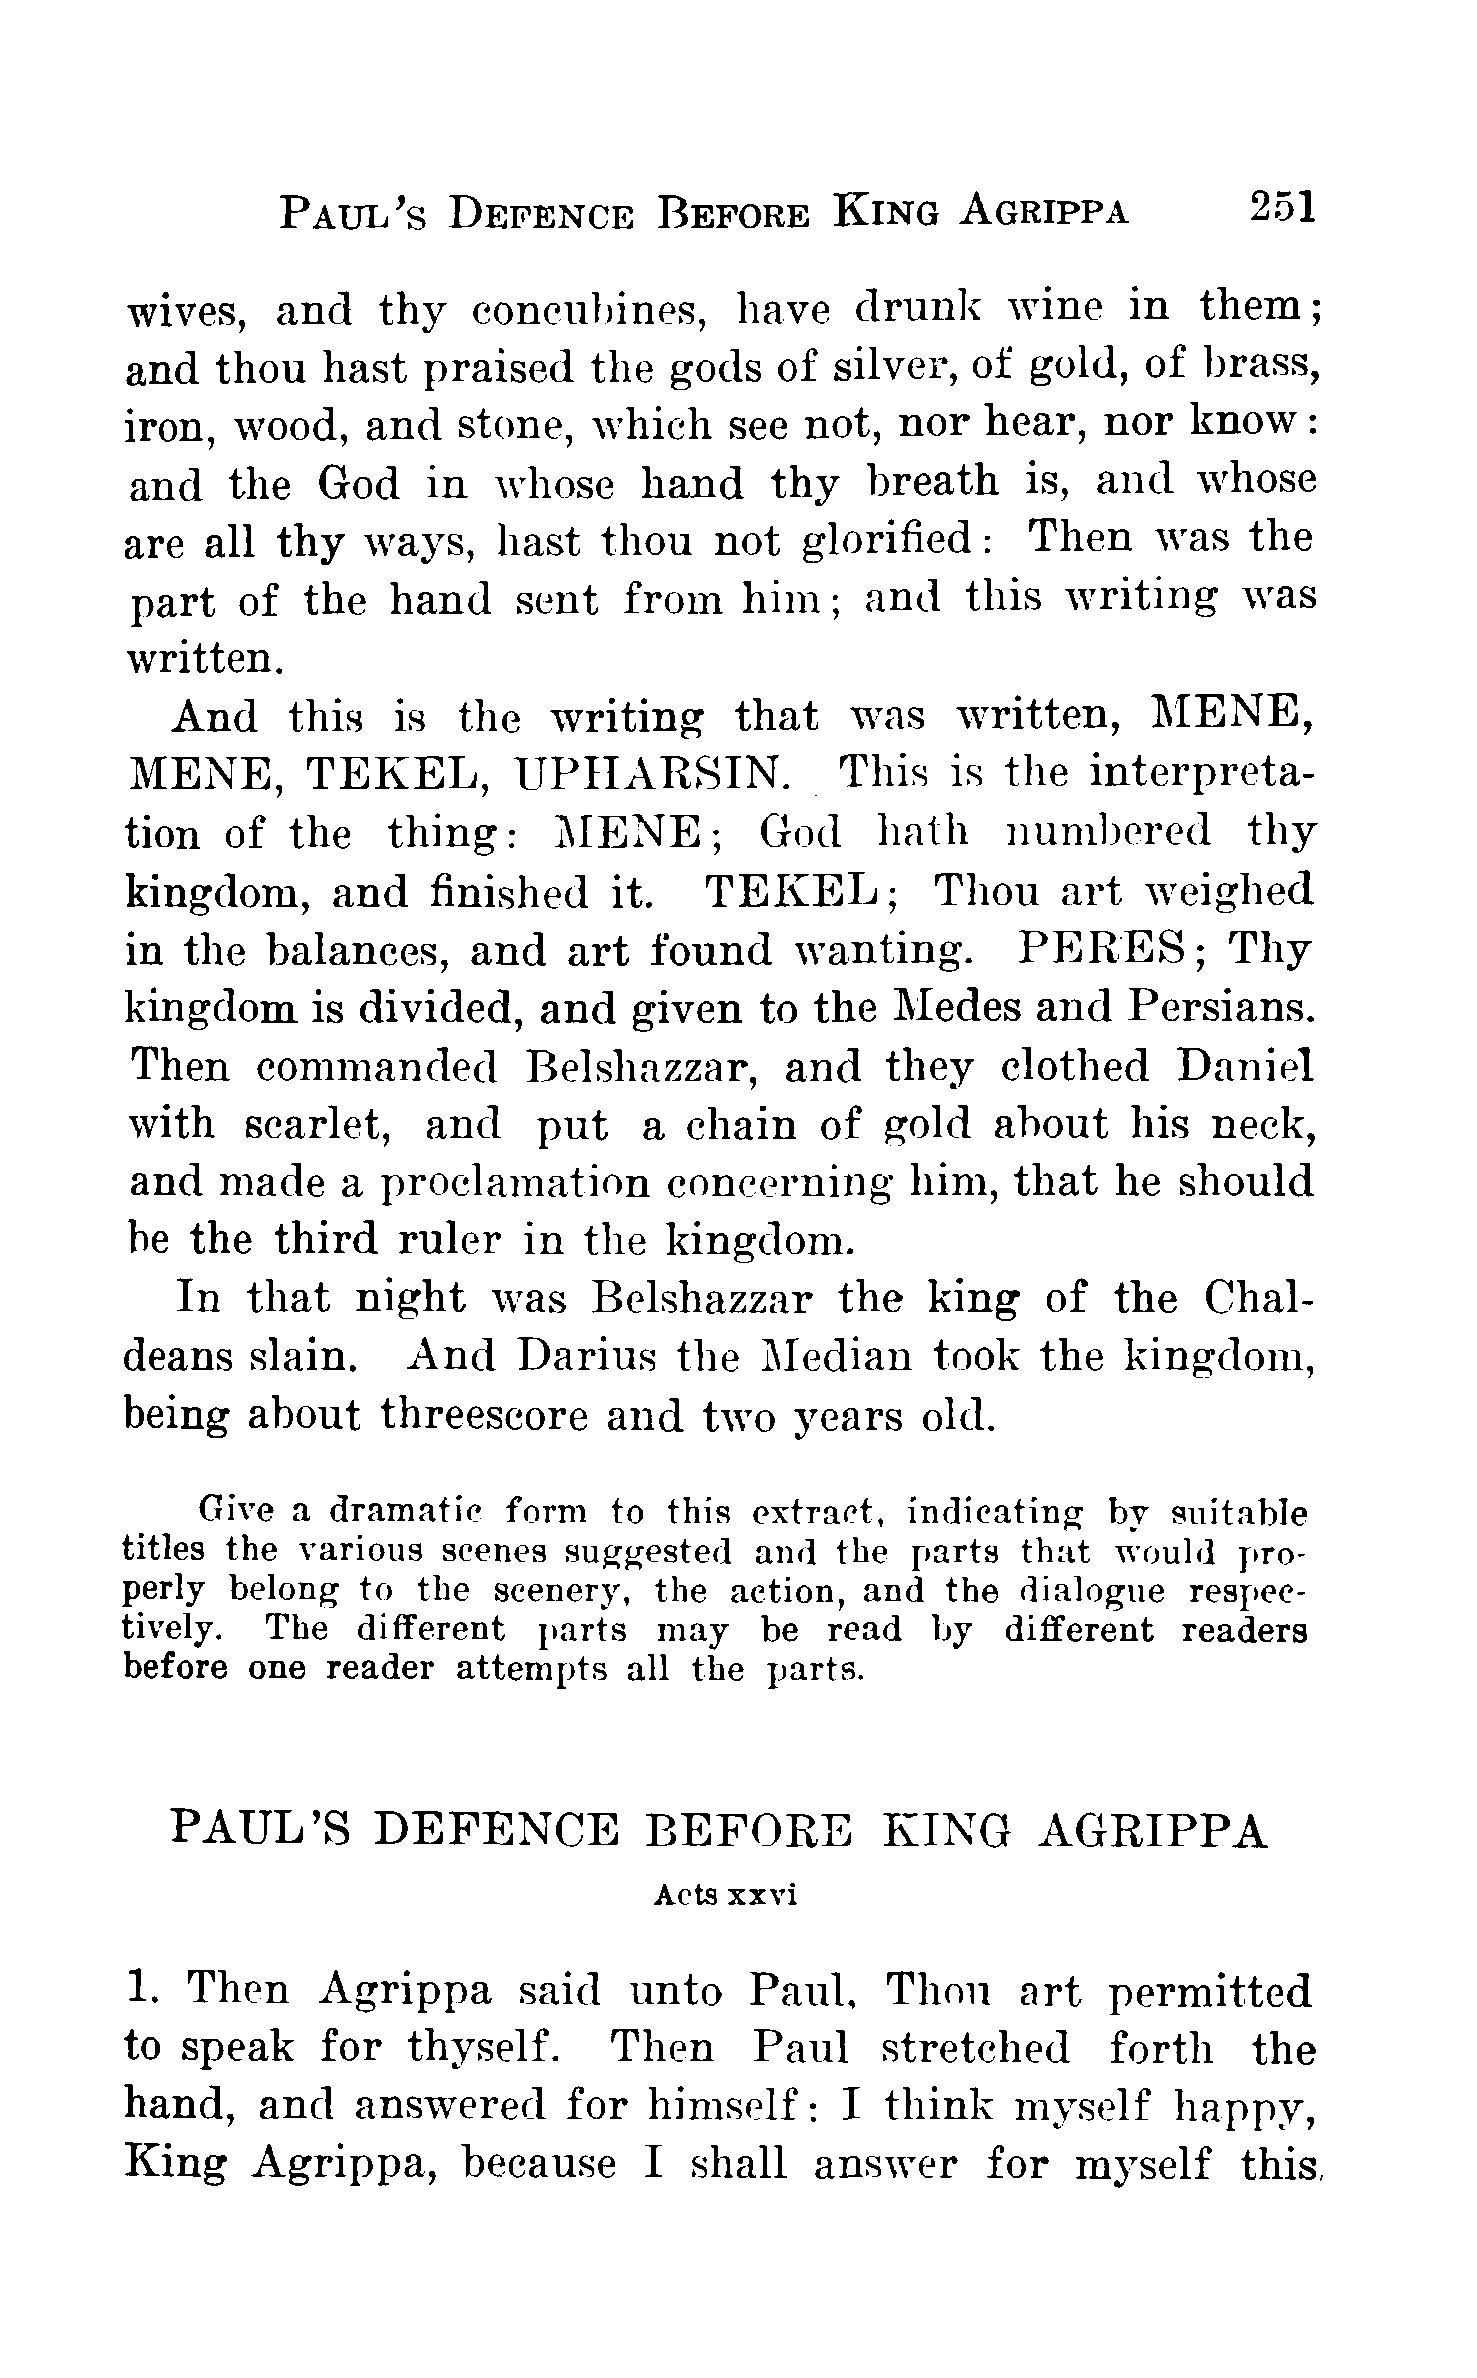 PAUL'S DEFENCE BEFORE KING AGRIPPA 251
wives, and thy concubines, have drunk wine in them;
and thou hast praised the gods of silver, of gold, of brass,
iron, wood, and stone, which see not, nor hear, nor know:
and the God in whose hand thy breath is, and whose
are all thy ways, hast thou not glorified: Then was the
part of the hand sent from him; and this writing was
written.
And this is the writing that was written, MENE,
MENE, TEKEL, UPHARSIN. This is the interpreta-
tion of the thing: MENE; God hath numbered thy
kingdom, and finished it. TEKEL; Thou art weighed
in the balances, and art found wanting. PERES; Thy
kingdom is divided, and given to the Medes and Persians.
Then commanded Belshazzar, and they clothed Daniel
with scarlet, and put a chain of gold about his neck,
and made a proclamation concerning him, that he should
be the third ruler in the kingdom.
In that night was Belshazzar the king of the Chal-
deans slain. And Darius the Median took the kingdom,
being about threescore and two years old.
Give a dramatic form to this extract, indicating by suitable
titles the various scenes suggested and the parts that would pro-
perly belong to the scenery, the action, and the dialogue respec-
tively. The different parts may be read by different readers
before one reader attempts all the parts.
PAUL'S DEFENCE BEFORE KING AGRIPPA
Acts xxvi
1. Then Agrippa said unto Paul, Thou art permitted
to speak for thyself. Then Paul stretched forth the
hand, and answered for himself: I think myself happy,
King Agrippa, because I shall answer for myself this